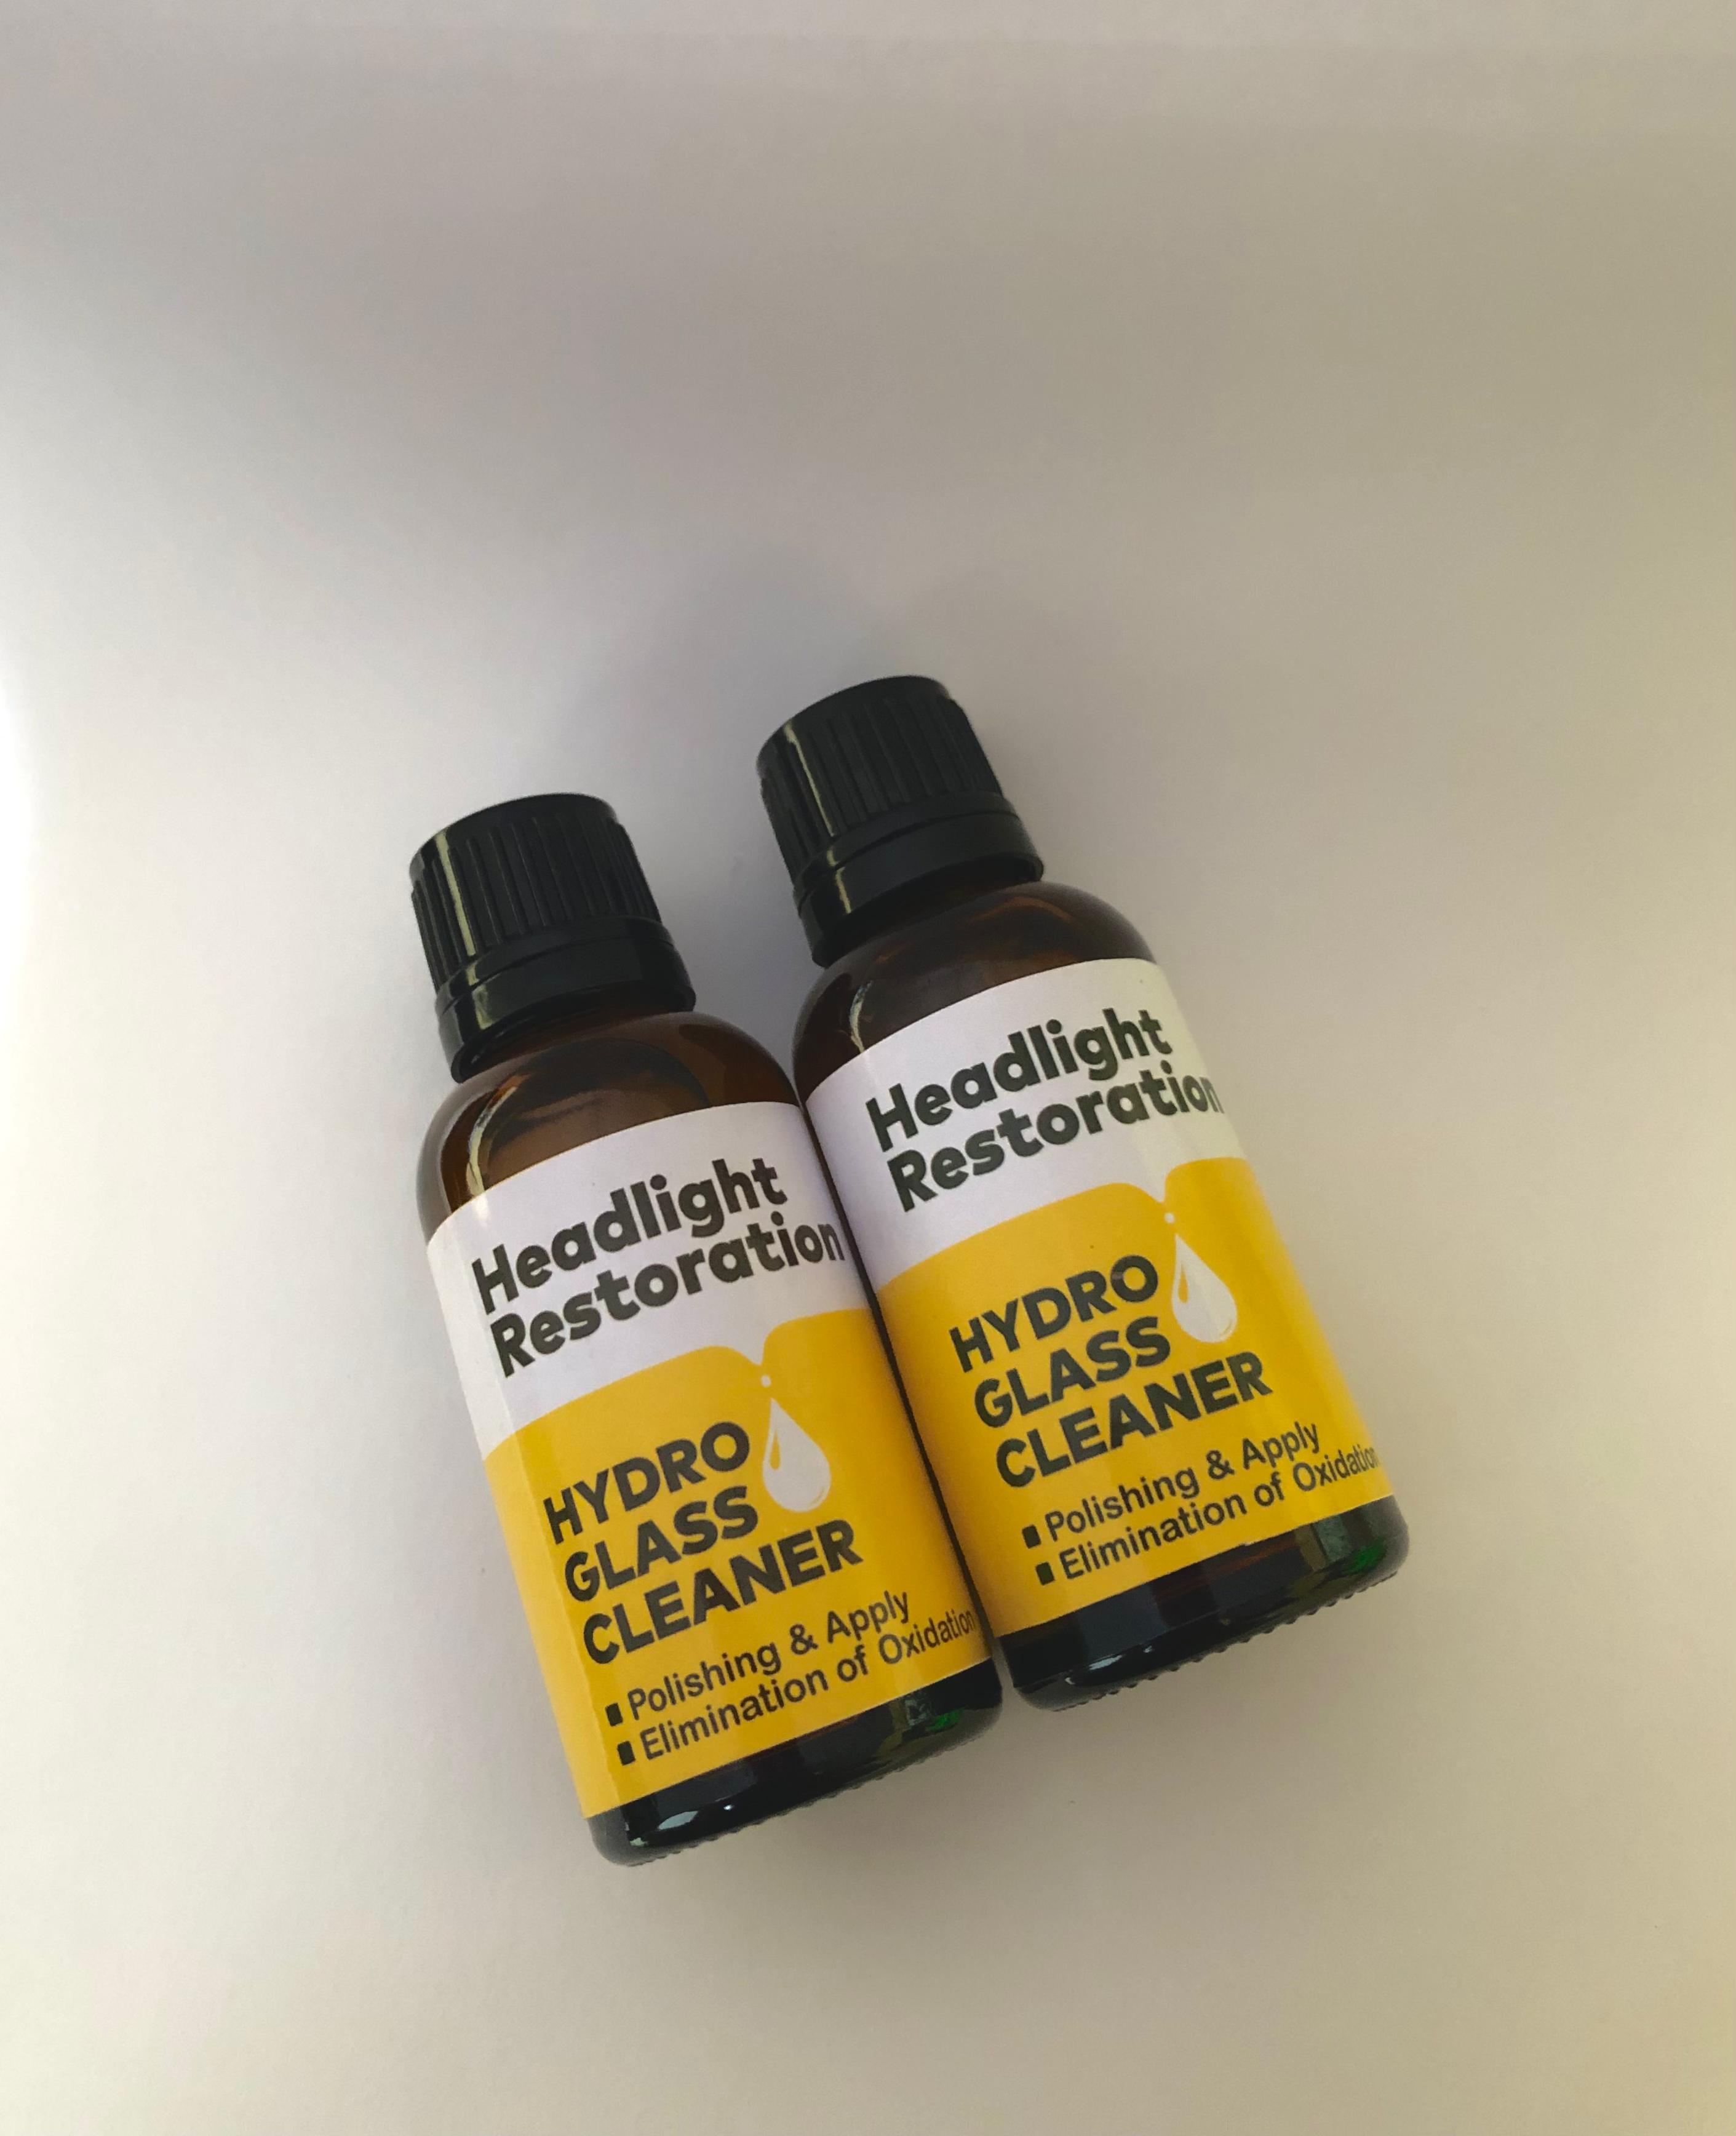 Headlight
Restoration
HYDRO
GLASS
CLEANER
▪ Polishing & Apply
▪ Elimination of Oxidation
Headlight
Restoration
HYDRO
GLASS
CLEANER
▪ Polishing & Apply
▪ Elimination of Oxidation